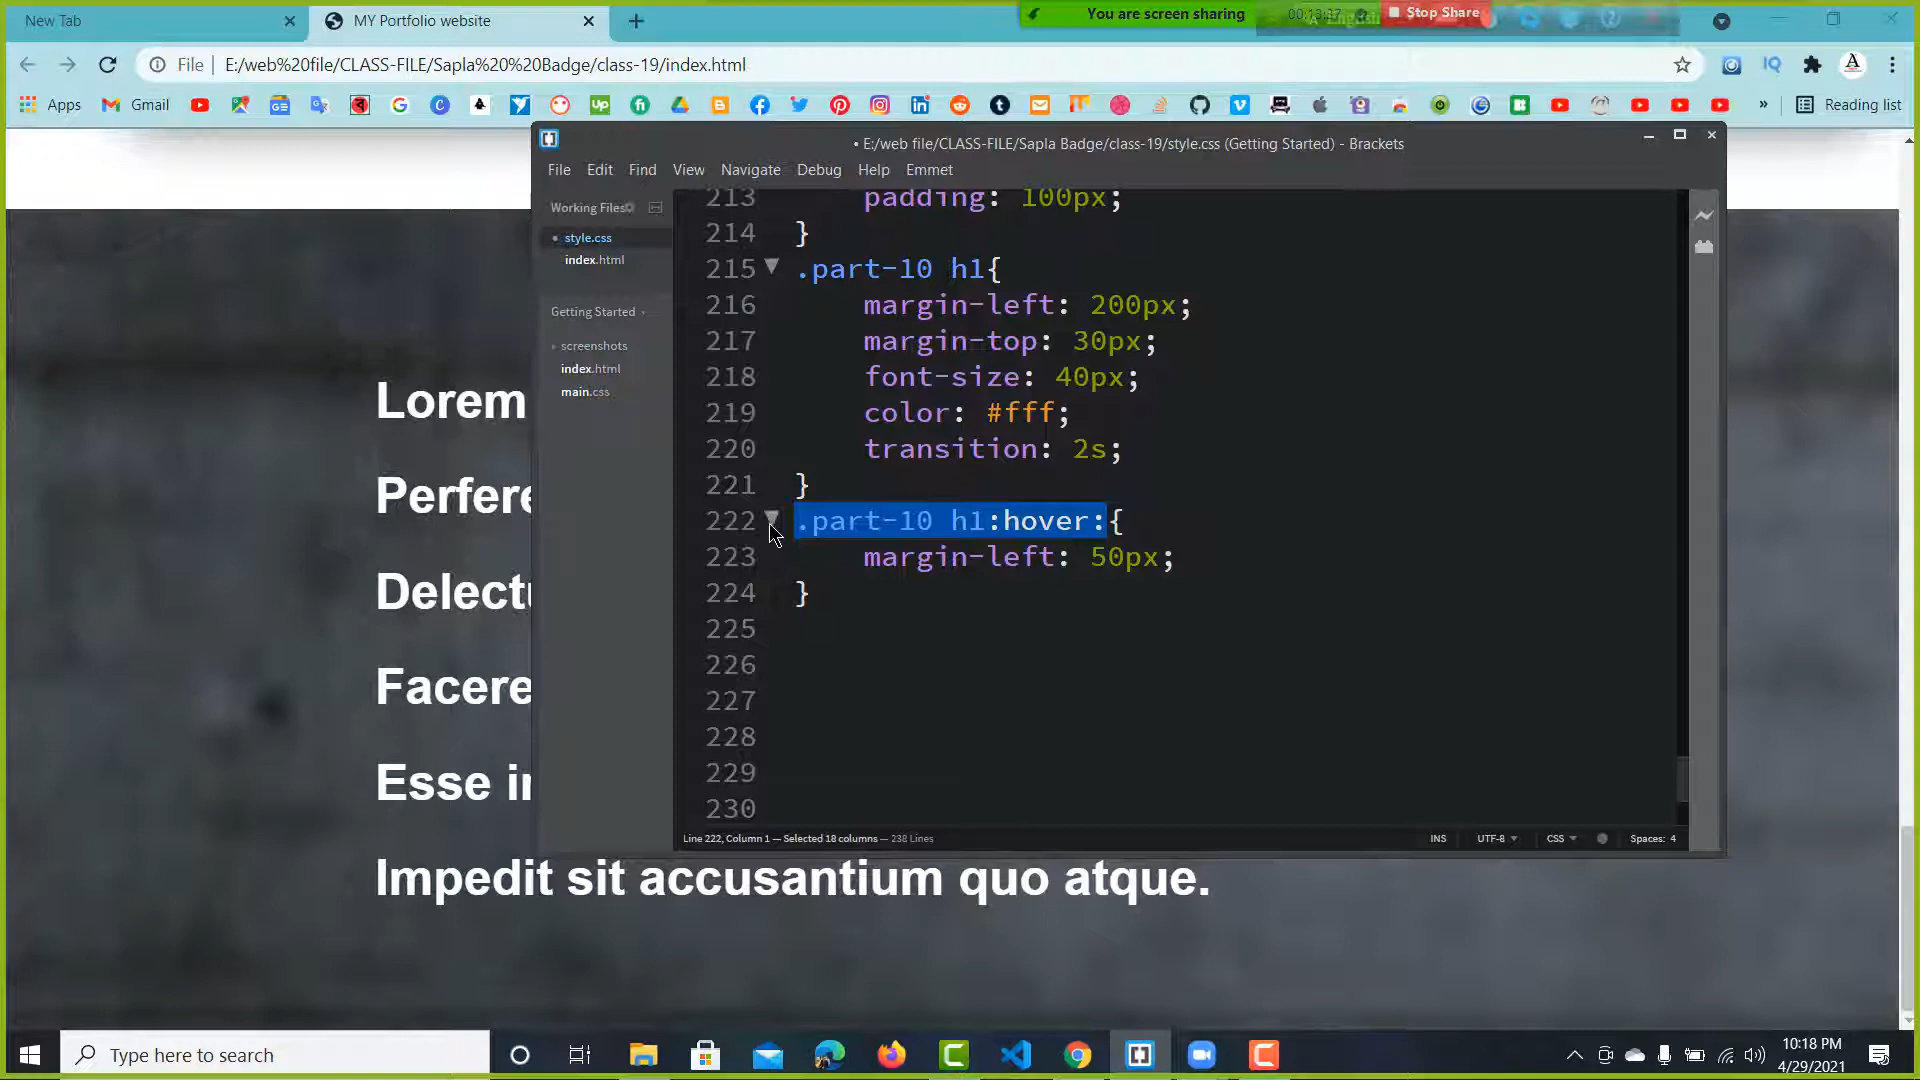 New Tab
MY Portfolio website
You are screen sharing
Stop Share
File
E:/web%20file/CLASS-FILE/Sapla%20%20Badge/class-19/index.html
Apps
Gmail
Reading list
• E:/web file/CLASS-FILE/Sapla Badge/class-19/style.css (Getting Started) - Brackets
File Edit Find View Navigate Debug Help Emmet
Working Files
style.css
index.html
Getting Started
screenshots
index.html
main.css
213 padding: 100px;
214 }
215 .part-10 h1{
216 margin-left: 200px;
217 margin-top: 30px;
218 font-size: 40px;
219 color: #fff;
220 transition: 2s;
221 }
222 .part-10 h1:hover:{
223 margin-left: 50px;
224 }
225
226
227
228
229
230
Line 222, Column 1 — Selected 18 columns — 238 Lines
INS
UTF-8
CSS
Spaces: 4
Lorem
Perfere
Delectu
Facere
Esse in
Impedit sit accusantium quo atque.
Type here to search
10:18 PM
4/29/2021